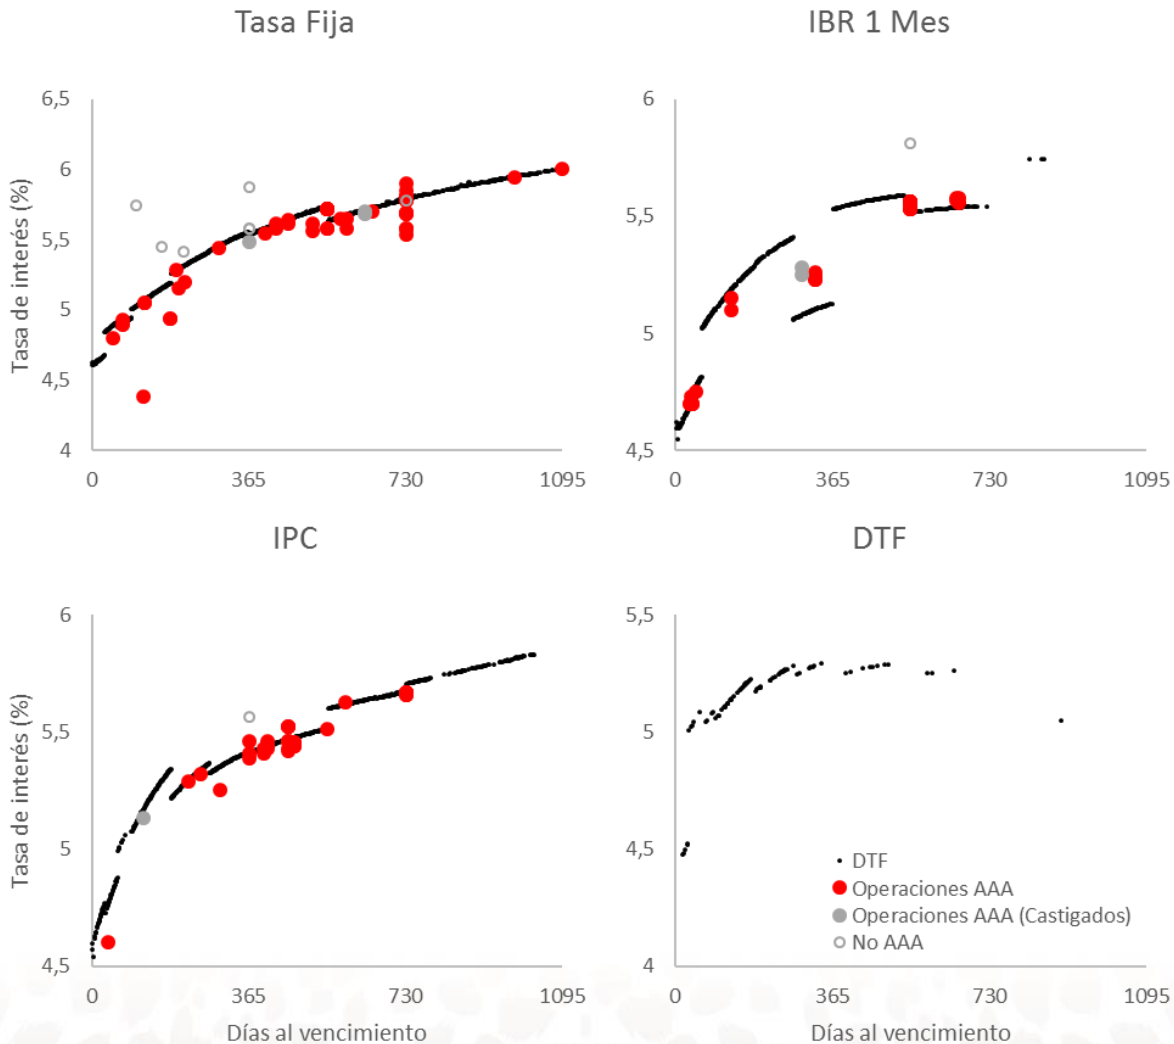 Tasa Fija
Tasa de interés (%)
6,5
6
5,5
5
4,5
4
0 365 730 1095
IBR 1 Mes
6
5,5
5
4,5
0 365 730 1095
IPC
Tasa de interés (%)
6
5,5
5
4,5
0 365 730 1095
Días al vencimiento
DTF
5,5
5
4,5
4
DTF
Operaciones AAA
Operaciones AAA (Castigados)
No AAA
0 365 730 1095
Días al vencimiento